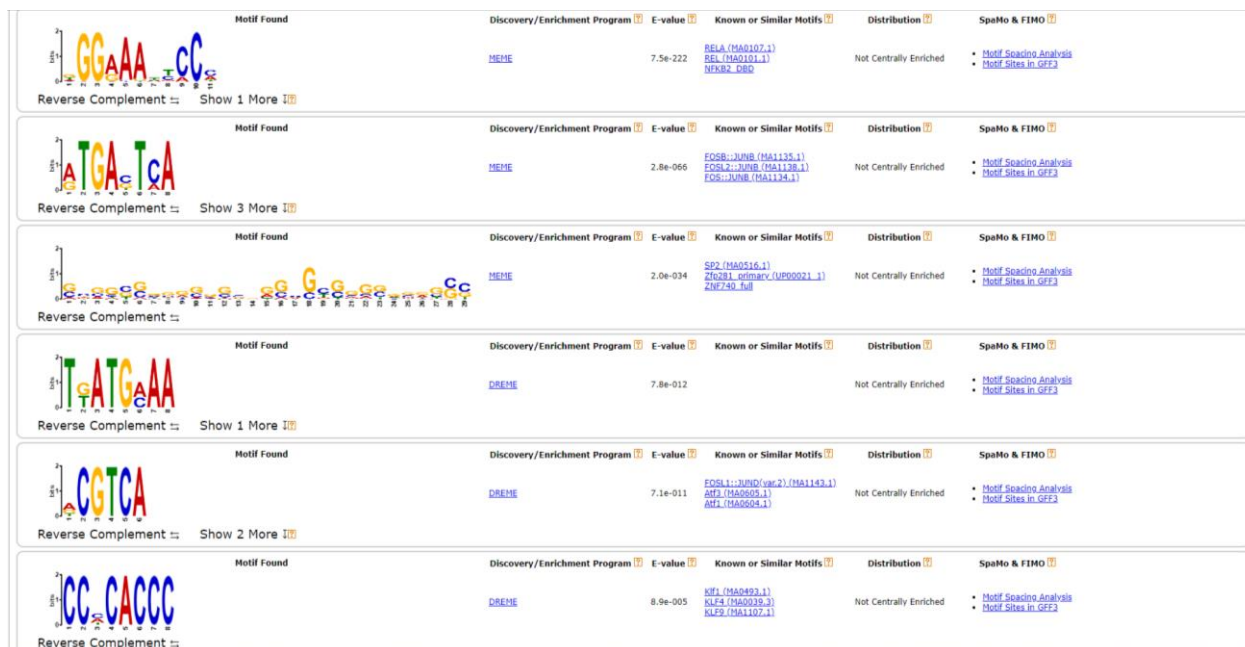 Motif Found Discovery/Enrichment Program ? E-value ? Known or Similar Motifs ? Distribution ? SpaMo & FIMO ?
MEME 7.5e-222 RELA (MA0107.1) Not Centrally Enriched • Motif Spacing Analysis
REL (MA0101.1) • Motif Sites in GFF3
NFKB2_DBD
Reverse Complement ⇆ Show 1 More ↧?
Motif Found Discovery/Enrichment Program ? E-value ? Known or Similar Motifs ? Distribution ? SpaMo & FIMO ?
MEME 2.8e-066 FOSB::JUNB (MA1135.1) Not Centrally Enriched • Motif Spacing Analysis
FOSL2::JUNB (MA1138.1) • Motif Sites in GFF3
FOS::JUNB (MA1134.1)
Reverse Complement ⇆ Show 3 More ↧?
Motif Found Discovery/Enrichment Program ? E-value ? Known or Similar Motifs ? Distribution ? SpaMo & FIMO ?
MEME 2.0e-034 SP2 (MA0516.1) Not Centrally Enriched • Motif Spacing Analysis
Zfp281_primary (UP00021_1) • Motif Sites in GFF3
ZNF740_full
Reverse Complement ⇆
Motif Found Discovery/Enrichment Program ? E-value ? Known or Similar Motifs ? Distribution ? SpaMo & FIMO ?
DREME 7.8e-012 Not Centrally Enriched • Motif Spacing Analysis
• Motif Sites in GFF3
Reverse Complement ⇆ Show 1 More ↧?
Motif Found Discovery/Enrichment Program ? E-value ? Known or Similar Motifs ? Distribution ? SpaMo & FIMO ?
DREME 7.1e-011 FOSL1::JUND(var.2) (MA1143.1) Not Centrally Enriched • Motif Spacing Analysis
Atf3 (MA0605.1) • Motif Sites in GFF3
Atf1 (MA0604.1)
Reverse Complement ⇆ Show 2 More ↧?
Motif Found Discovery/Enrichment Program ? E-value ? Known or Similar Motifs ? Distribution ? SpaMo & FIMO ?
DREME 8.9e-005 Klf1 (MA0493.1) Not Centrally Enriched • Motif Spacing Analysis
KLF4 (MA0039.3) • Motif Sites in GFF3
KLF9 (MA1107.1)
Reverse Complement ⇆